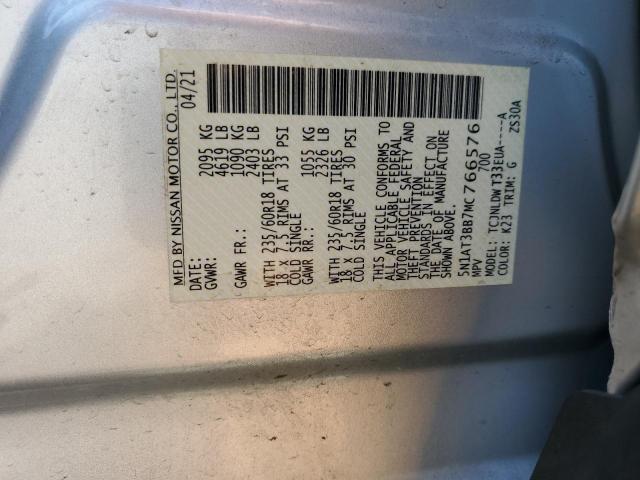 MFD BY NISSAN MOTOR CO., LTD.
DATE: 04/21
GVWR: 2095 KG
4619 LB
GAWR FR.: 1090 KG
2403 LB
WITH 235/60R18 TIRES
18 X 7.5 RIMS AT 33 PSI
COLD SINGLE
GAWR RR.: 1055 KG
2326 LB
WITH 235/60R18 TIRES
18 X 7.5 RIMS AT 30 PSI
COLD SINGLE
THIS VEHICLE CONFORMS TO
ALL APPLICABLE FEDERAL
MOTOR VEHICLE SAFETY AND
THEFT PREVENTION
STANDARDS IN EFFECT ON
THE DATE OF MANUFACTURE
SHOWN ABOVE.
5N1AT3BB7MC766576
MPV 700
MODEL: TCJNLDWT33EUA----A
COLOR: K23 TRIM: G ZS30A